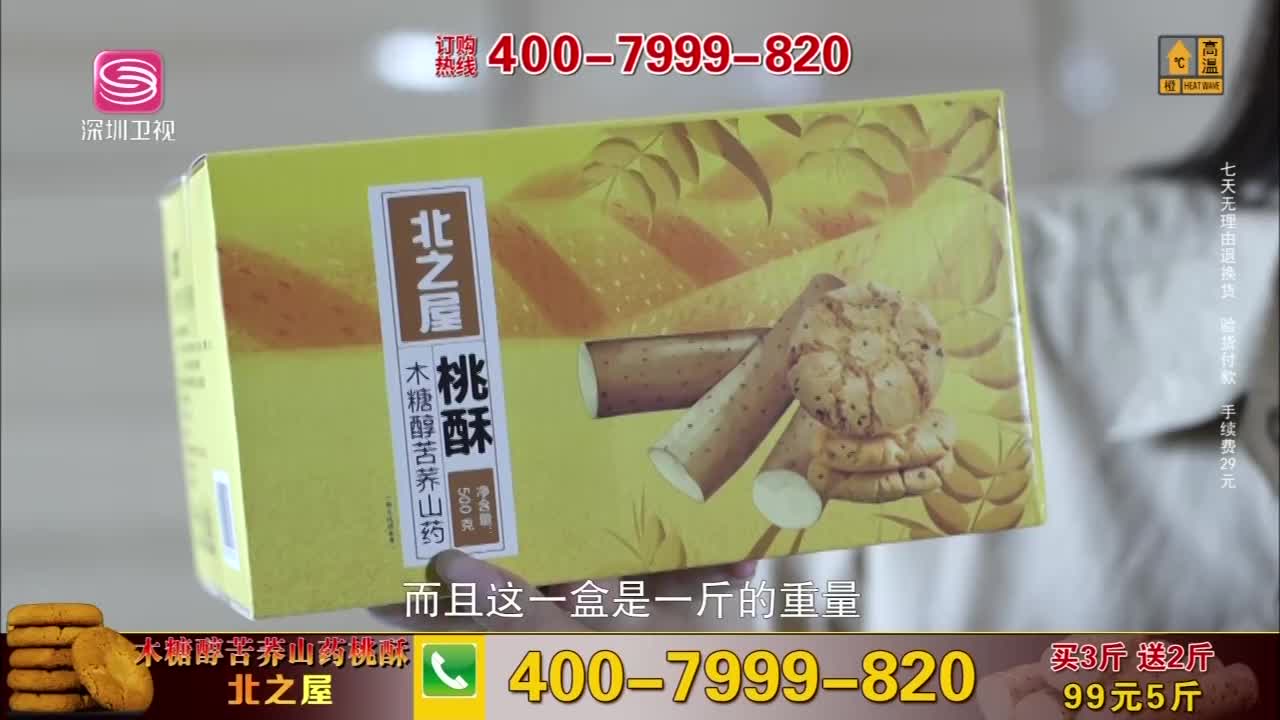 订购热线 400-7999-820
深圳卫视
高温
℃
橙 HEAT WAVE
七天无理由退换货 验货付款 手续费29元
北之屋
桃酥
木糖醇苦荞山药
净含量:
500克
而且这一盒是一斤的重量
木糖醇苦荞山药桃酥
北之屋
400-7999-820
买3斤 送2斤
99元5斤